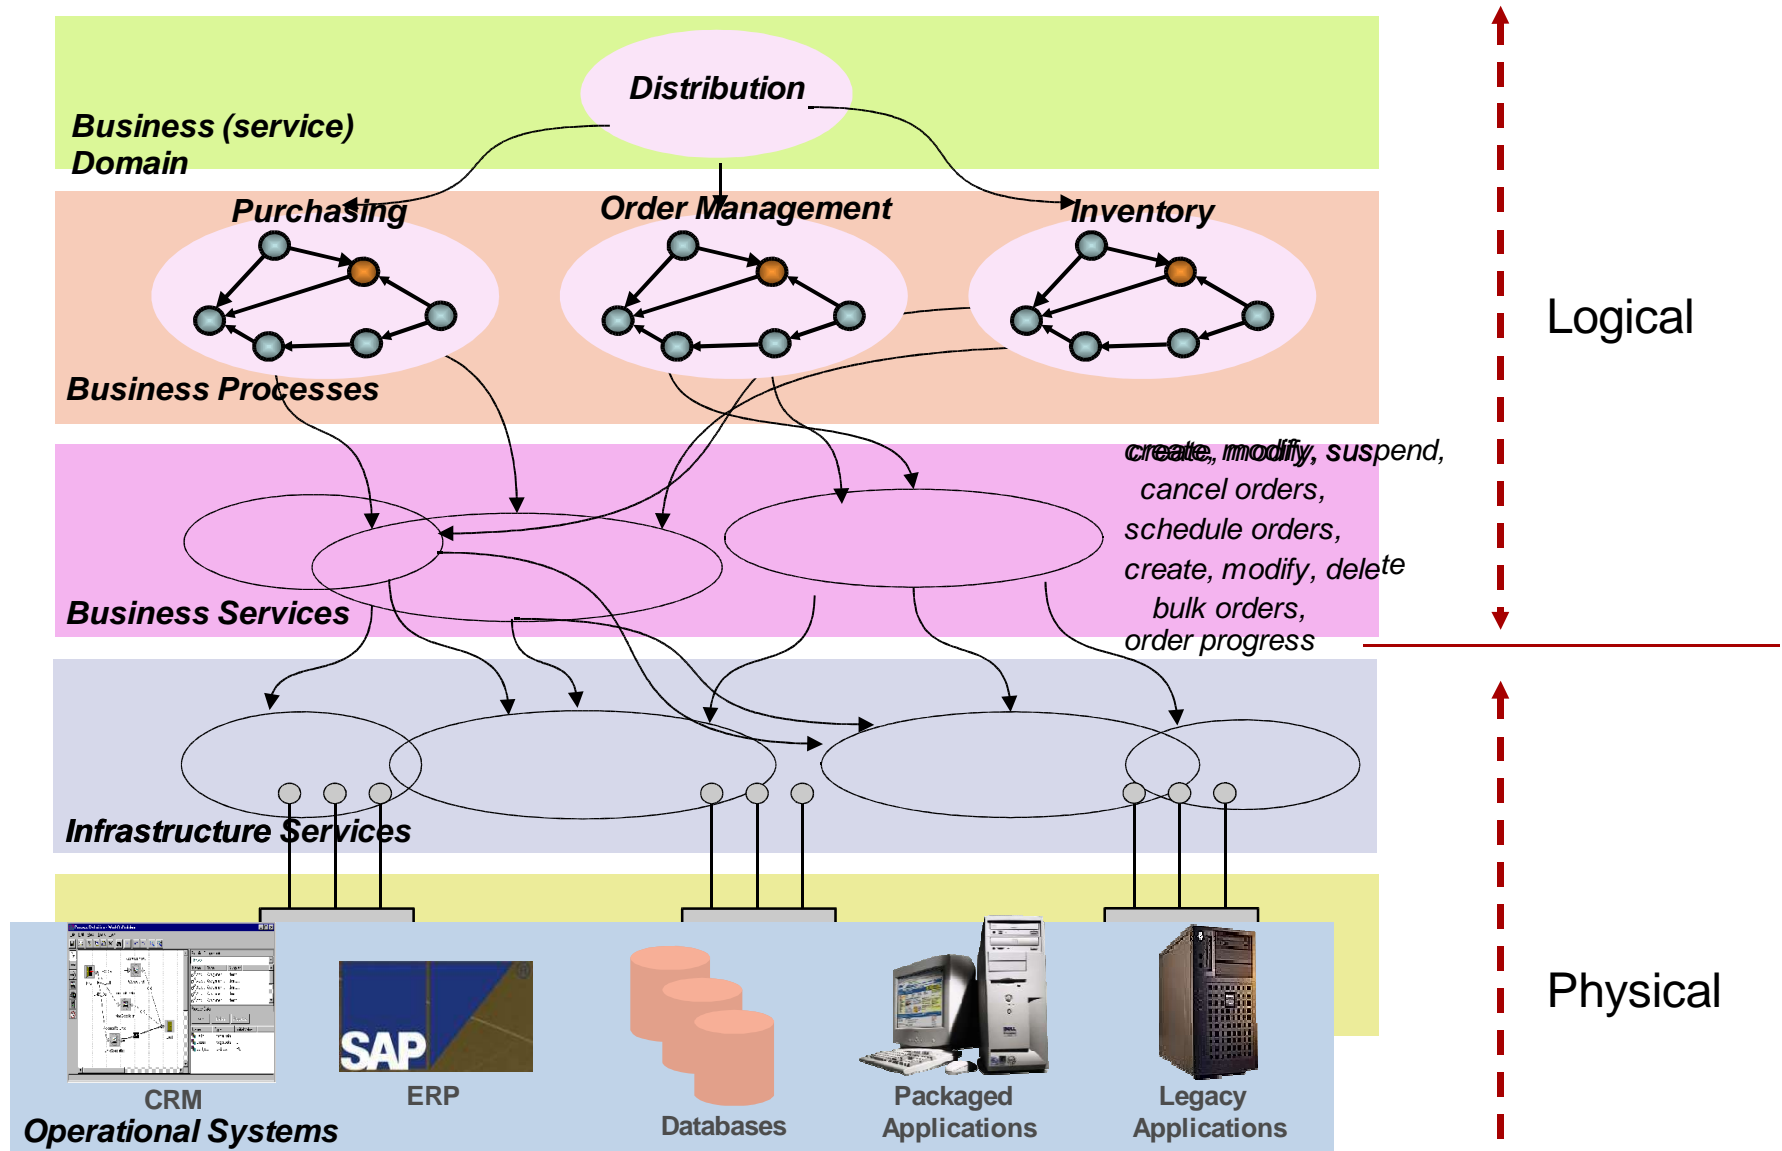 Distribution
Business (service)
Domain
Purchasing
Order Management
Inventory
Business Processes
Logical
create, modify, suspend,
cancel orders,
schedule orders,
create, modify, delete
bulk orders,
order progress
Business Services
Infrastructure Services
Physical
SAP
®
DELL
CRM
ERP
Databases
Packaged
Applications
Legacy
Applications
Operational Systems